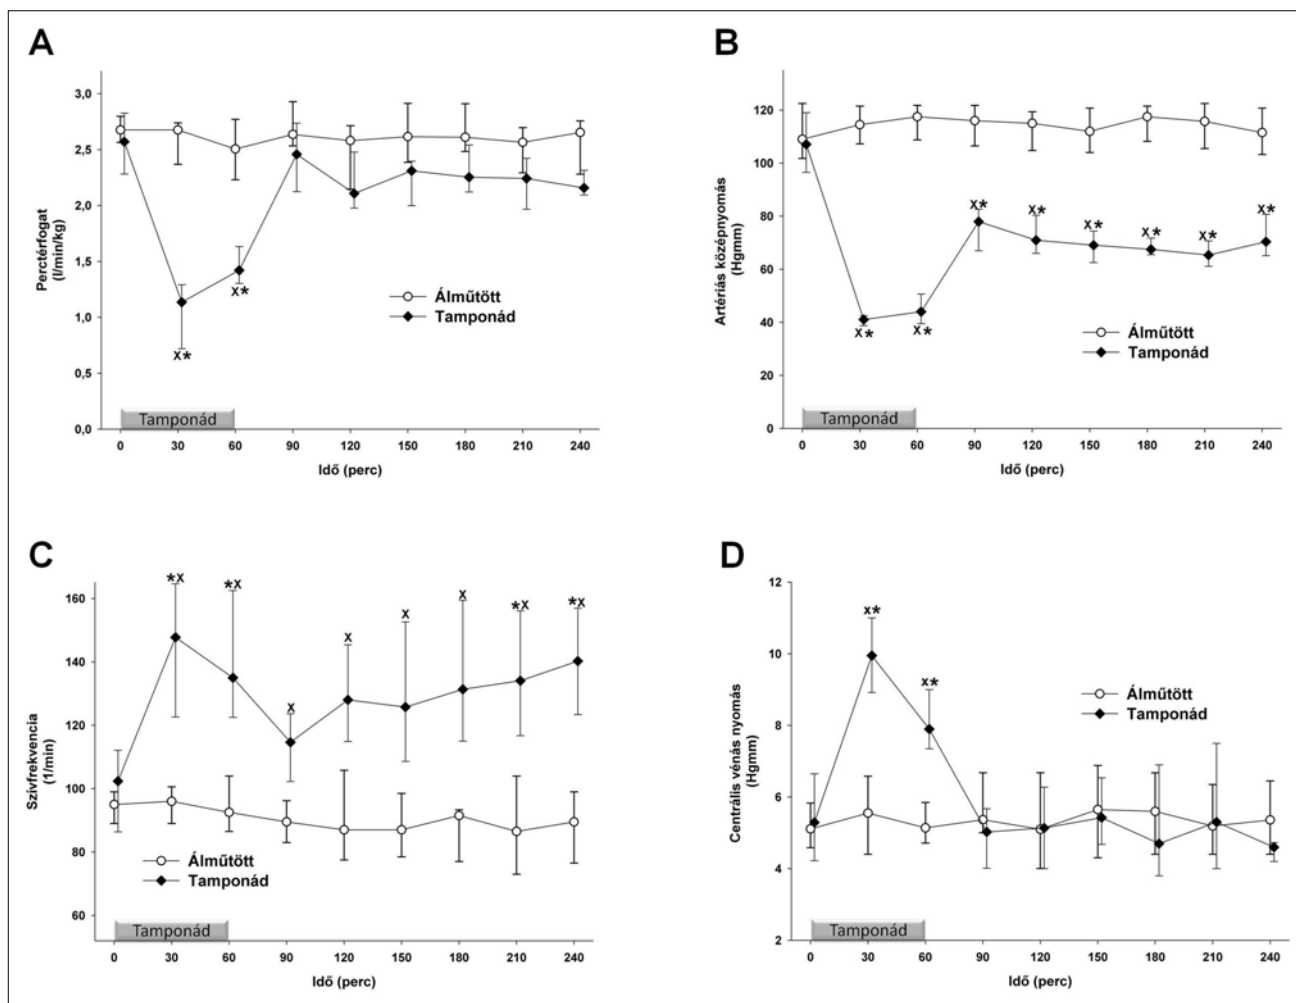 A
3,0
2,5
2,0
1,5
1,0
0,5
0,0
Perctérfogat
(l/min/kg)
x*
x*
Álműtött
Tamponád
Tamponád
0 30 60 90 120 150 180 210 240
Idő (perc)
B
120
100
80
60
40
20
0
Artériás középnyomás
(Hgmm)
x* x* x* x* x* x*
x* x*
Álműtött
Tamponád
Tamponád
0 30 60 90 120 150 180 210 240
Idő (perc)
C
160
140
120
100
80
60
Szívfrekvencia
(1/min)
*x *x x x x x *x *x
Álműtött
Tamponád
Tamponád
0 30 60 90 120 150 180 210 240
Idő (perc)
D
12
10
8
6
4
2
Centrális vénás nyomás
(Hgmm)
x*
x*
Álműtött
Tamponád
Tamponád
0 30 60 90 120 150 180 210 240
Idő (perc)